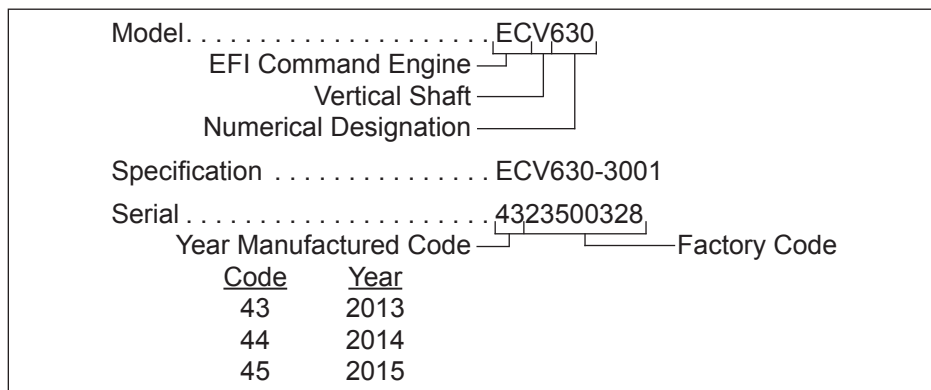 Model. . . . . . . . . . . . . . . . . . . . . . ECV630
EFI Command Engine
Vertical Shaft
Numerical Designation
Specification . . . . . . . . . . . . . . . ECV630-3001
Serial . . . . . . . . . . . . . . . . . . . . . . 4323500328
Year Manufactured Code Factory Code
Code Year
43 2013
44 2014
45 2015